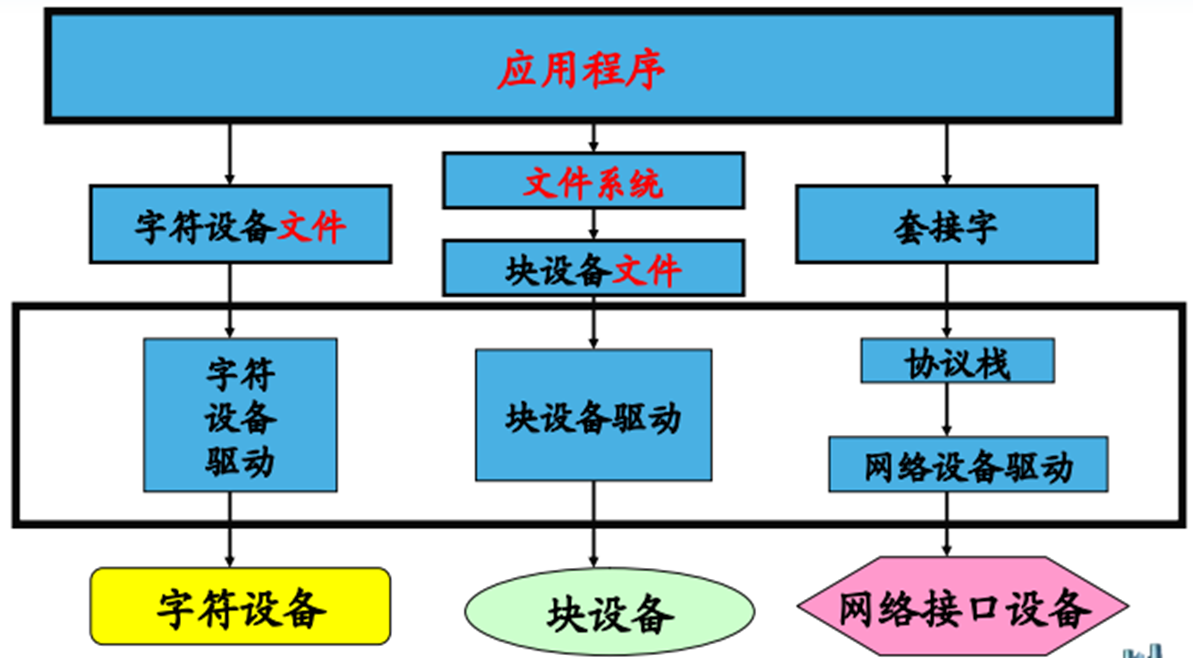 应用程序
文件系统
字符设备文件
套接字
块设备文件
字符
设备
驱动
块设备驱动
协议栈
网络设备驱动
字符设备
块设备
网络接口设备